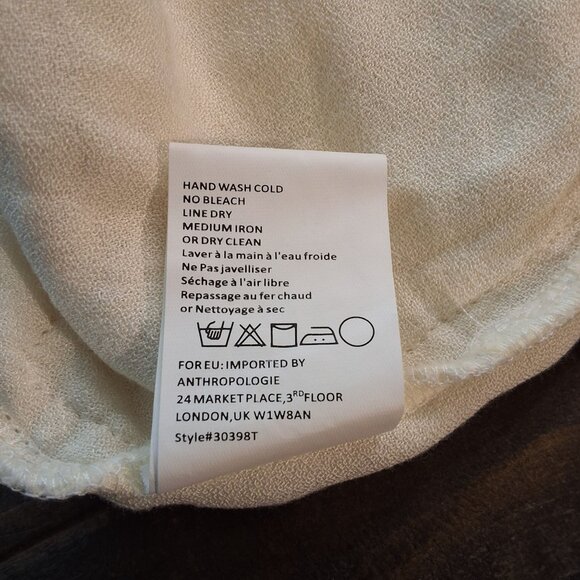 HAND WASH COLD
NO BLEACH
LINE DRY
MEDIUM IRON
OR DRY CLEAN
Laver à la main à l'eau froide
Ne Pas javelliser
Séchage à l'air libre
Repassage au fer chaud
or Nettoyage à sec
FOR EU: IMPORTED BY
ANTHROPOLOGIE
24 MARKET PLACE,3RD FLOOR
LONDON,UK W1W8AN
Style#30398T